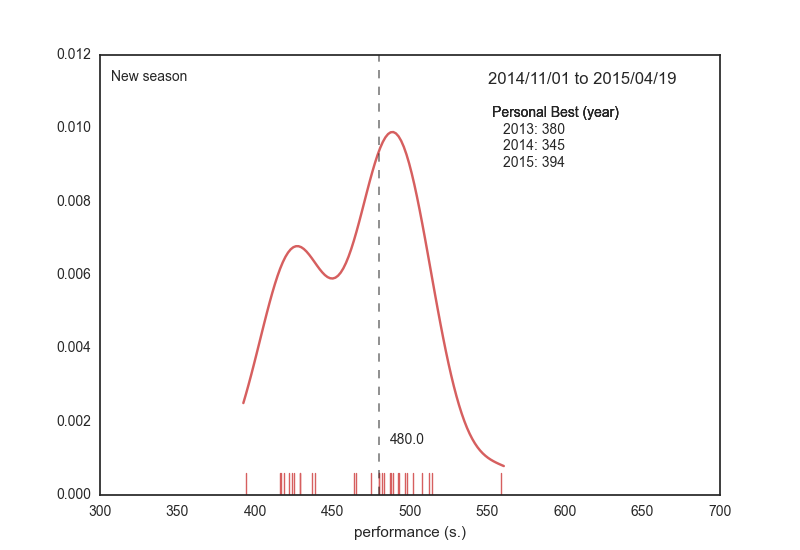 New season
2014/11/01 to 2015/04/19
Personal Best (year)
2013: 380
2014: 345
2015: 394
480.0
0.012
0.010
0.008
0.006
0.004
0.002
0.000
300 350 400 450 500 550 600 650 700
performance (s.)